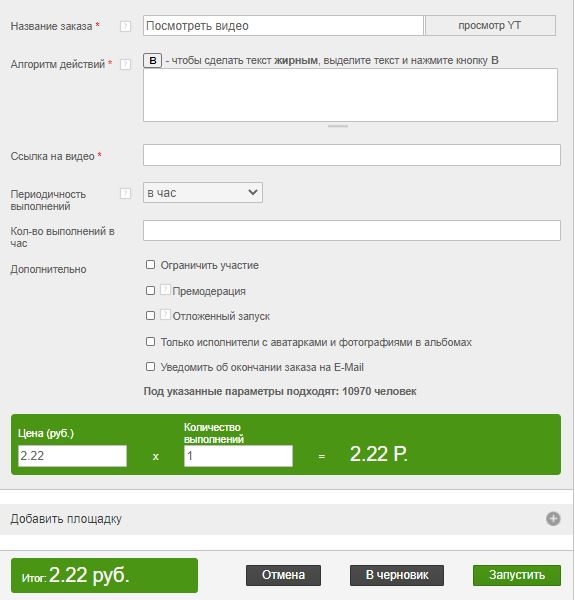 Название заказа * ? Посмотреть видео просмотр YT
Алгоритм действий * ? B - чтобы сделать текст жирным, выделите текст и нажмите кнопку B
Ссылка на видео *
Периодичность ? в час
выполнений
Кол-во выполнений в
час
Дополнительно Ограничить участие
? Премодерация
? Отложенный запуск
Только исполнители с аватарками и фотографиями в альбомах
Уведомить об окончании заказа на E-Mail
Под указанные параметры подходят: 10970 человек
Цена (руб.) Количество
выполнений
2.22 x 1 = 2.22 Р.
Добавить площадку +
Итог: 2.22 руб. Отмена В черновик Запустить